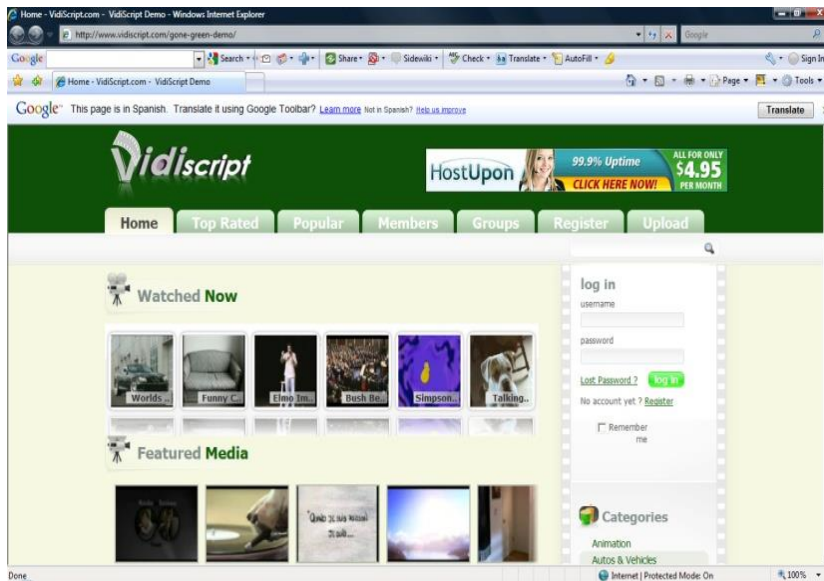 Home - VidiScript.com - VidiScript Demo - Windows Internet Explorer
http://www.vidiscript.com/gone-green-demo/
Google
Google Search Share Sidewiki Check Translate AutoFill Sign In
Home - VidiScript.com - VidiScript Demo
Page Tools
Google This page is in Spanish. Translate it using Google Toolbar? Learn more Not in Spanish? Help us improve Translate
Vidiscript
HostUpon 99.9% Uptime CLICK HERE NOW! ALL FOR ONLY $4.95 PER MONTH
Home Top Rated Popular Members Groups Register Upload
Watched Now
Worlds .. Funny C.. Elmo Im.. Bush Be.. Simpson.. Talking..
Featured Media
log in
username
password
Lost Password ? log in
No account yet ? Register
Remember
me
Categories
Animation
Autos & Vehicles
Done Internet | Protected Mode: On 100%